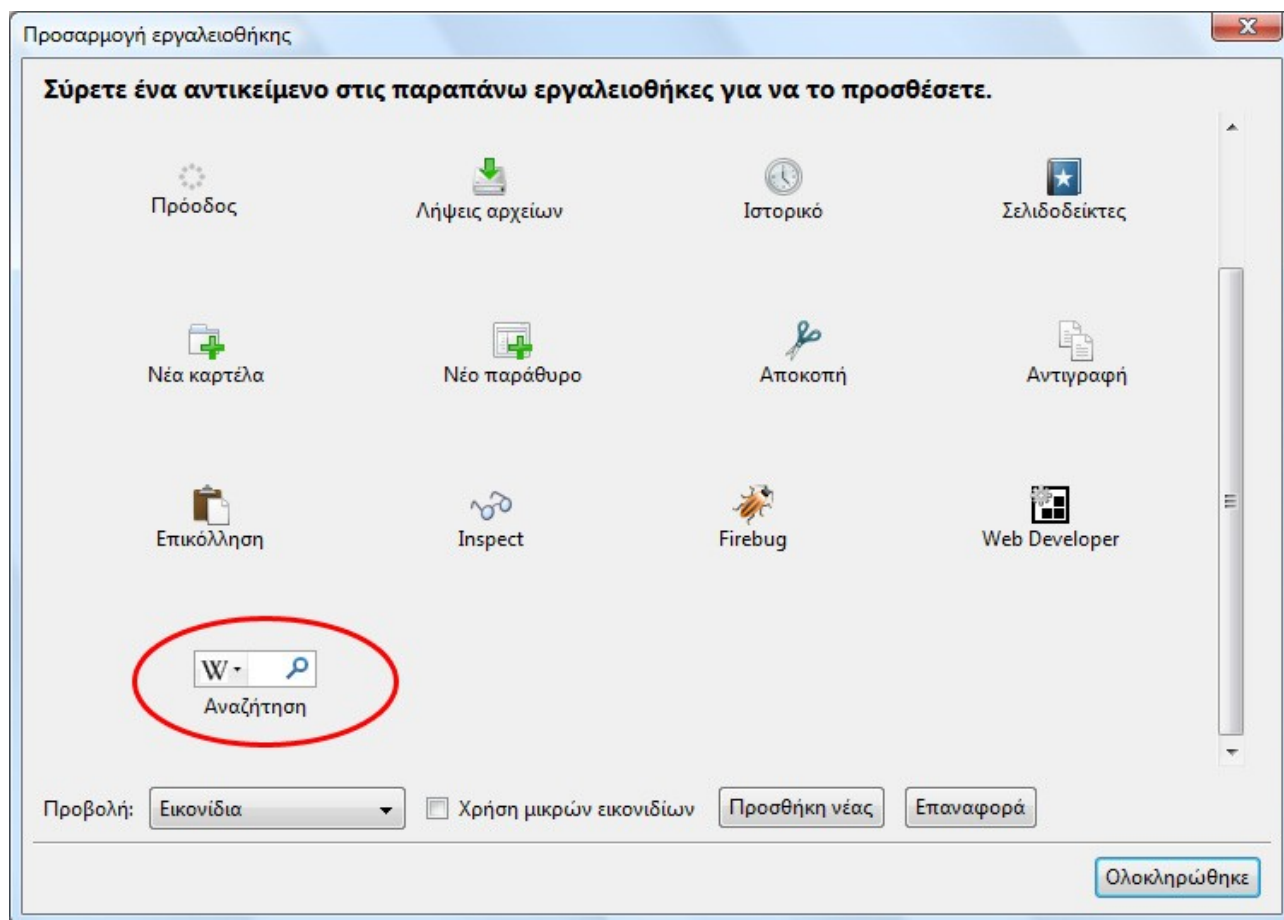 Προσαρμογή εργαλειοθήκης
Σύρετε ένα αντικείμενο στις παραπάνω εργαλειοθήκες για να το προσθέσετε.
Πρόοδος Λήψεις αρχείων Ιστορικό Σελιδοδείκτες
Νέα καρτέλα Νέο παράθυρο Αποκοπή Αντιγραφή
Επικόλληση Inspect Firebug Web Developer
W
Αναζήτηση
Προβολή: Εικονίδια Χρήση μικρών εικονιδίων Προσθήκη νέας Επαναφορά
Ολοκληρώθηκε